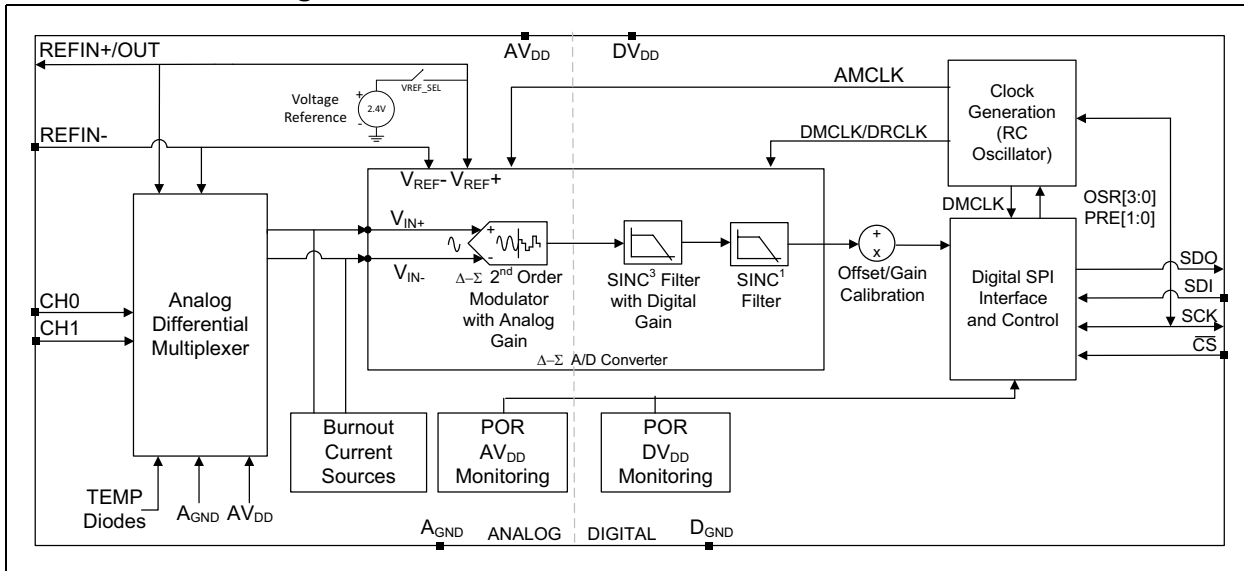 REFIN+/OUT
AVDD
DVDD
AMCLK
Clock
Generation
(RC
Oscillator)
Voltage
Reference
+
2.4V
-
VREF_SEL
REFIN-
DMCLK/DRCLK
VREF- VREF+
DMCLK
OSR[3:0]
PRE[1:0]
VIN+
VIN-
+
-
Δ–Σ 2nd Order
Modulator
with Analog
Gain
SINC3 Filter
with Digital
Gain
SINC1
Filter
+
x
Offset/Gain
Calibration
Digital SPI
Interface
and Control
SDO
SDI
SCK
CS
CH0
CH1
Analog
Differential
Multiplexer
Δ–Σ A/D Converter
Burnout
Current
Sources
POR
AVDD
Monitoring
POR
DVDD
Monitoring
TEMP
Diodes
AGND
AVDD
AGND
ANALOG
DIGITAL
DGND